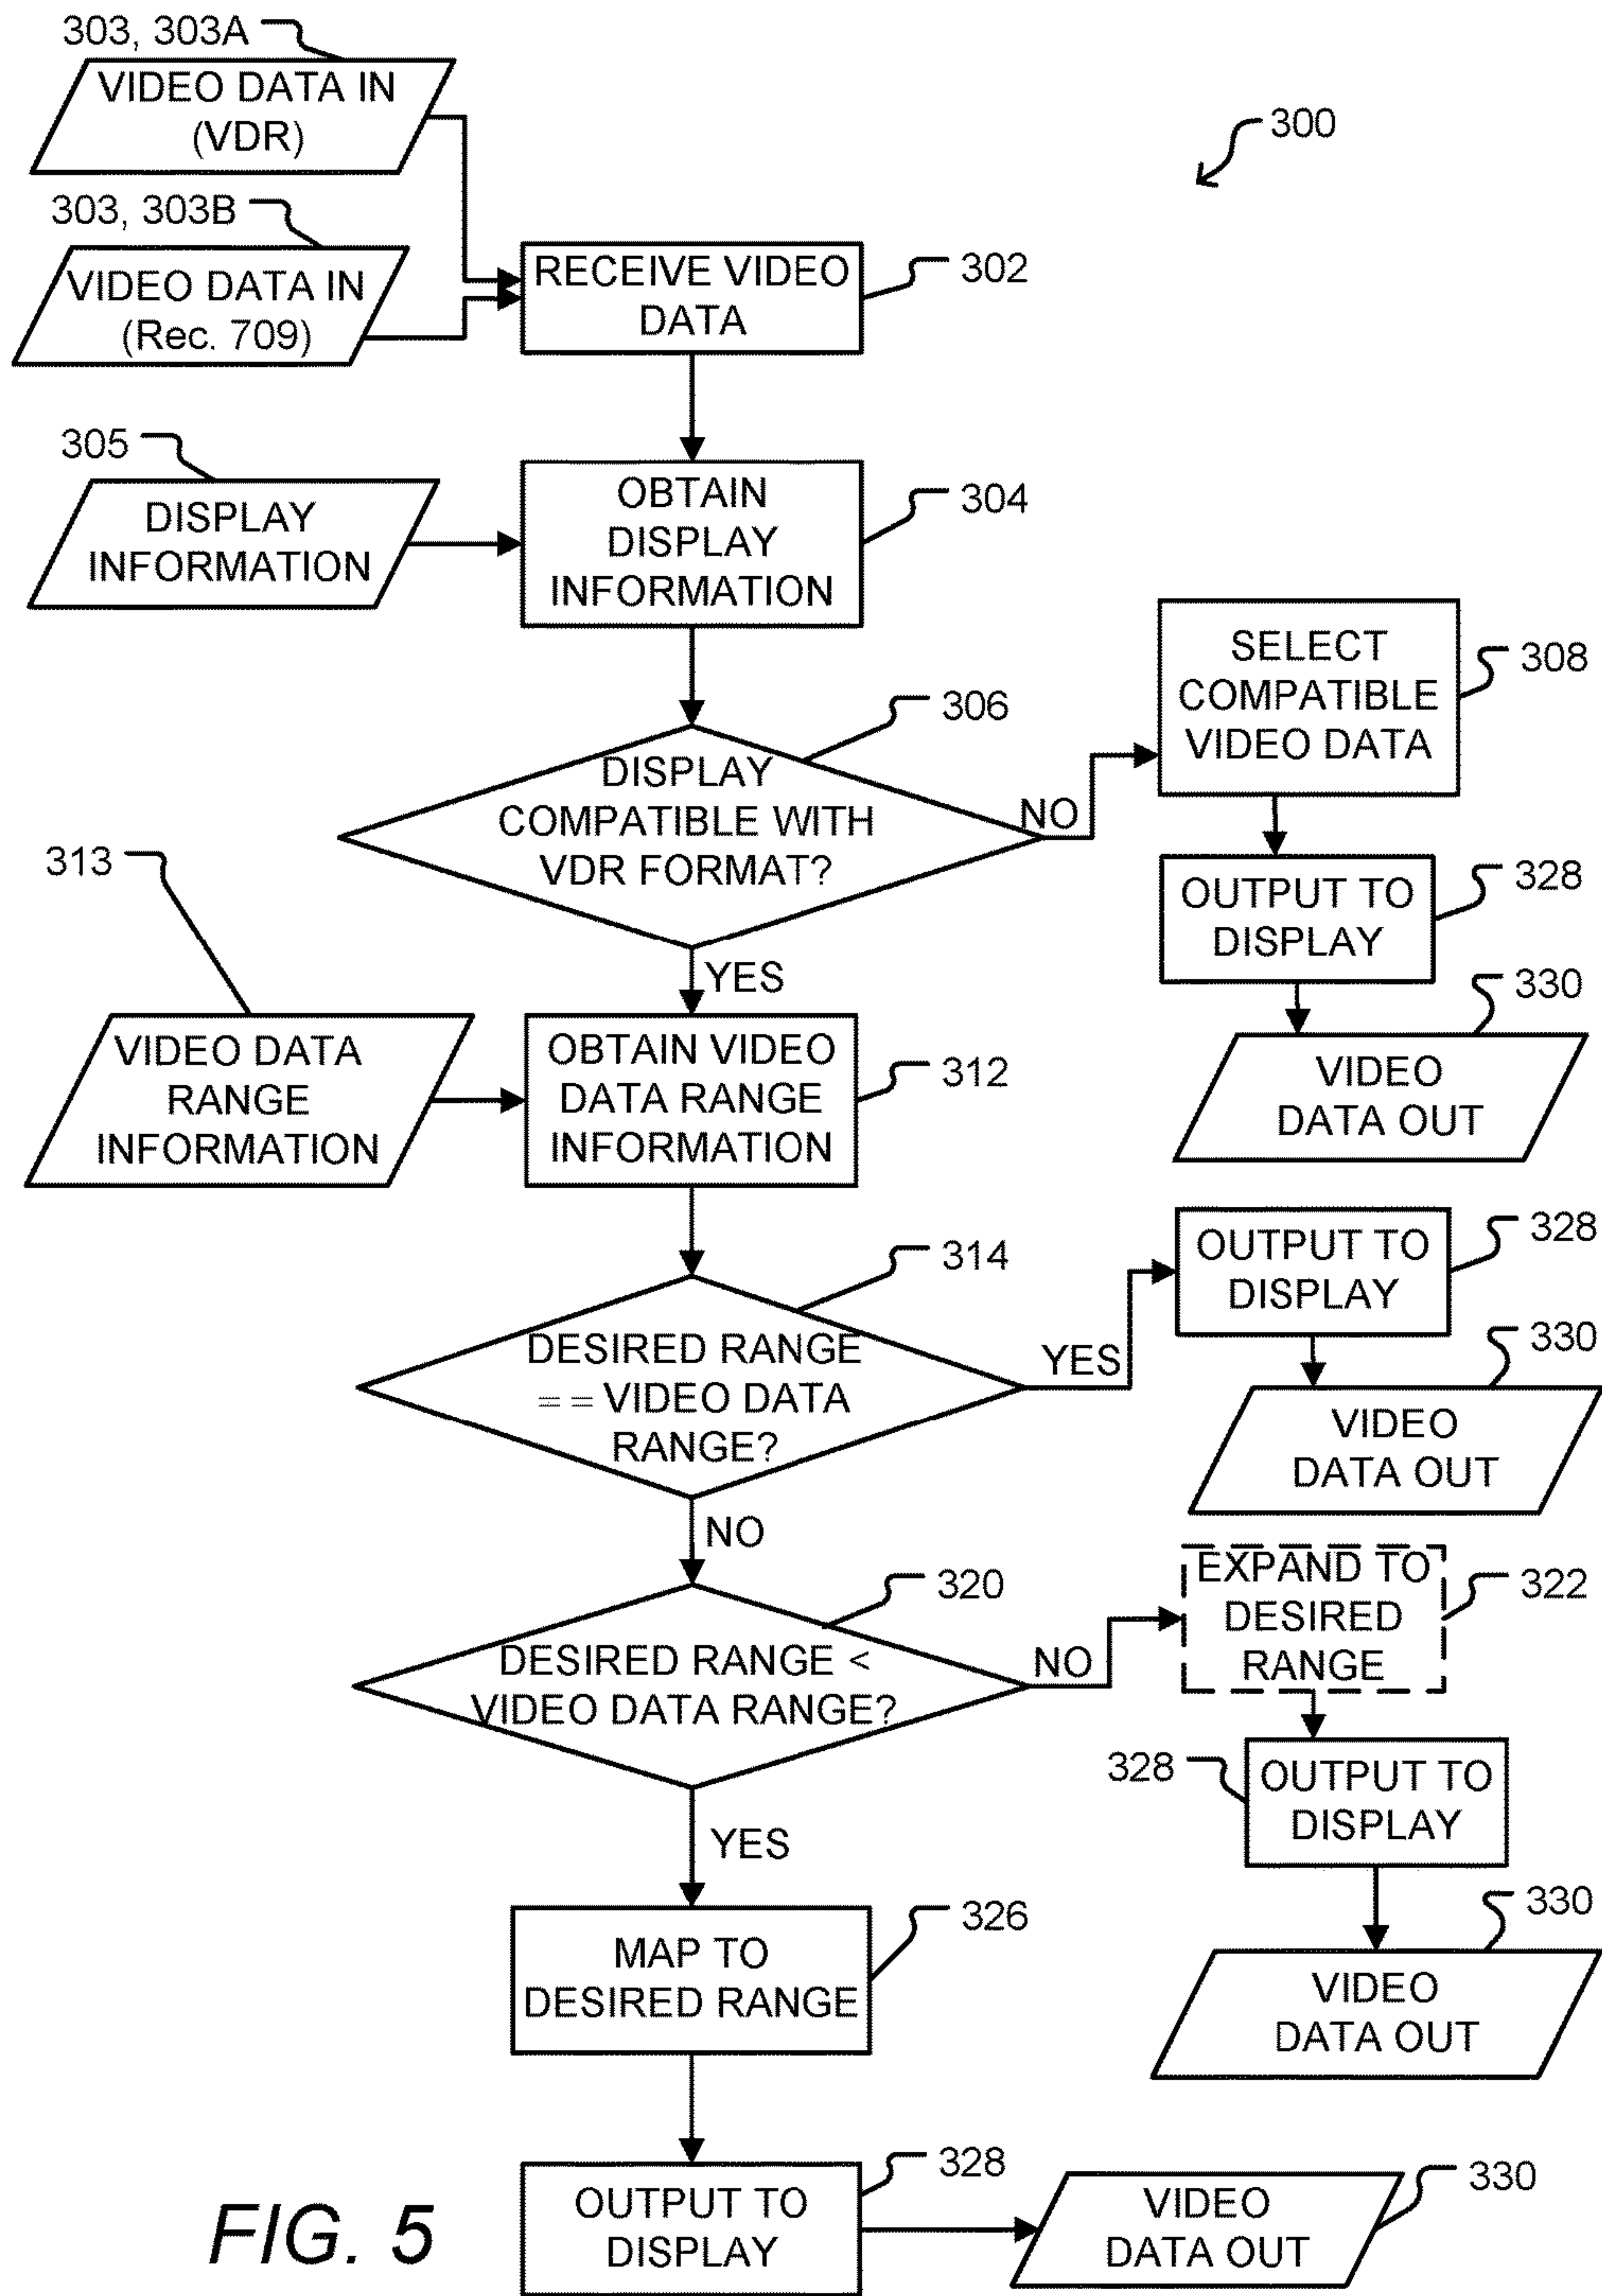 303, 303A
VIDEO DATA IN
(VDR)
300
303, 303B
VIDEO DATA IN
(Rec. 709)
RECEIVE VIDEO
DATA
302
305
DISPLAY
INFORMATION
OBTAIN
DISPLAY
INFORMATION
304
SELECT
COMPATIBLE
VIDEO DATA
308
306
DISPLAY
COMPATIBLE WITH
VDR FORMAT?
NO
YES
OUTPUT TO
DISPLAY
328
330
VIDEO
DATA OUT
313
VIDEO DATA
RANGE
INFORMATION
OBTAIN VIDEO
DATA RANGE
INFORMATION
312
314
DESIRED RANGE
= = VIDEO DATA
RANGE?
YES
NO
OUTPUT TO
DISPLAY
328
330
VIDEO
DATA OUT
320
DESIRED RANGE <
VIDEO DATA RANGE?
NO
YES
EXPAND TO
DESIRED
RANGE
322
328
OUTPUT TO
DISPLAY
330
VIDEO
DATA OUT
MAP TO
DESIRED RANGE
326
OUTPUT TO
DISPLAY
328
VIDEO
DATA OUT
330
FIG. 5